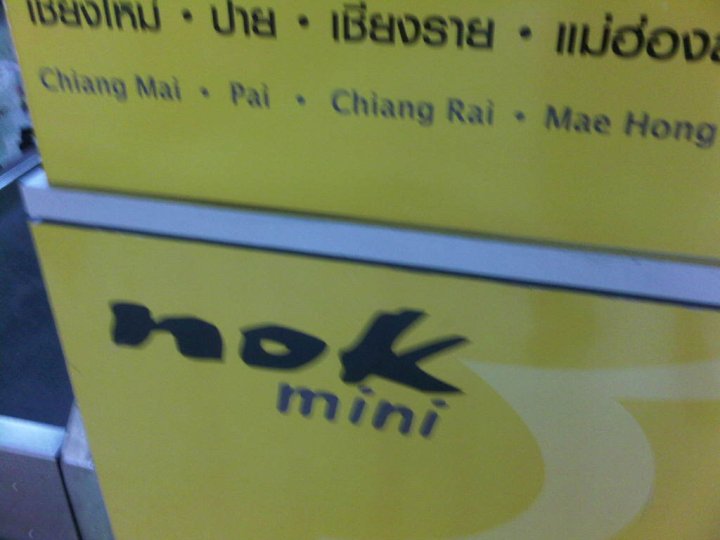 เชียงใหม่ • ปาย • เชียงราย • แม่ฮ่อง
Chiang Mai • Pai • Chiang Rai • Mae Hong
nok
mini